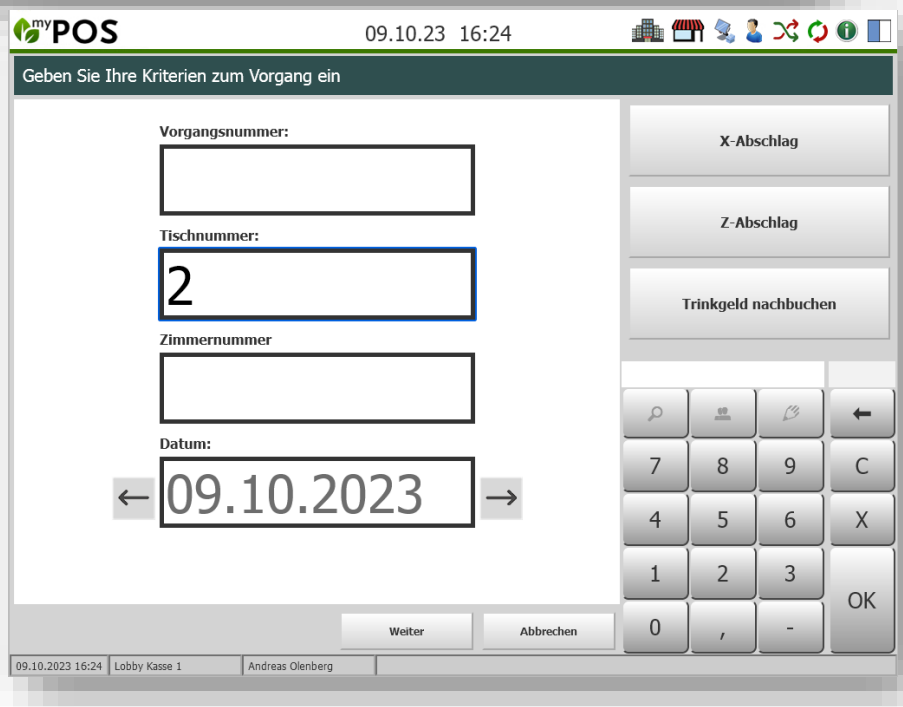 myPOS
09.10.23 16:24
Geben Sie Ihre Kriterien zum Vorgang ein
Vorgangsnummer:
Tischnummer:
2
Zimmernummer
Datum:
← 09.10.2023 →
Weiter
Abbrechen
X-Abschlag
Z-Abschlag
Trinkgeld nachbuchen
7 8 9 C
4 5 6 X
1 2 3
OK
0 , -
09.10.2023 16:24 Lobby Kasse 1 Andreas Olenberg